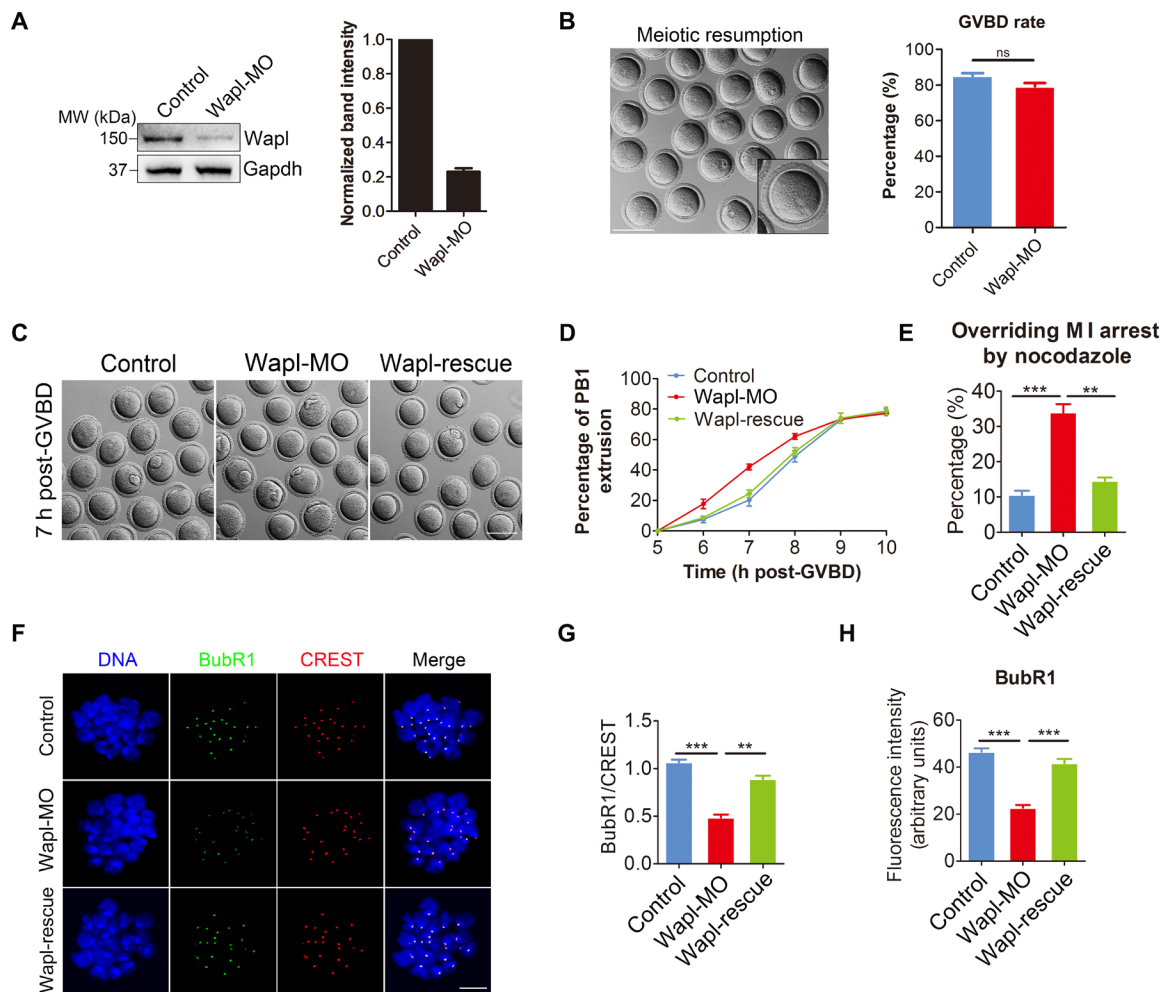 A
Control
Wapl-MO
MW (kDa)
150
Wapl
37
Gapdh
Normalized band intensity
1.0
0.8
0.6
0.4
0.2
0.0
Control
Wapl-MO
B
Meiotic resumption
GVBD rate
ns
Percentage (%)
100
80
60
40
20
0
Control
Wapl-MO
C
Control
Wapl-MO
Wapl-rescue
7 h post-GVBD
D
Percentage of PB1
extrusion
100
80
60
40
20
0
Control
Wapl-MO
Wapl-rescue
5
6
7
8
9
10
Time (h post-GVBD)
E
Overriding M I arrest
by nocodazole
Percentage (%)
40
30
20
10
0
***
**
Control
Wapl-MO
Wapl-rescue
F
DNA
BubR1
CREST
Merge
Control
Wapl-MO
Wapl-rescue
G
BubR1/CREST
1.5
1.0
0.5
0.0
***
**
Control
Wapl-MO
Wapl-rescue
H
BubR1
Fluorescence intensity
(arbitrary units)
60
40
20
0
***
***
Control
Wapl-MO
Wapl-rescue